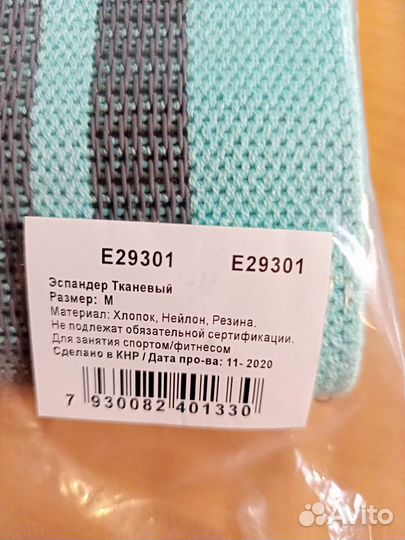 E29301 E29301
Эспандер Тканевый
Размер: М
Материал: Хлопок, Нейлон, Резина.
Не подлежат обязательной сертификации.
Для занятия спортом/фитнесом
Сделано в КНР / Дата про-ва: 11- 2020
7 930082 401330
Avito